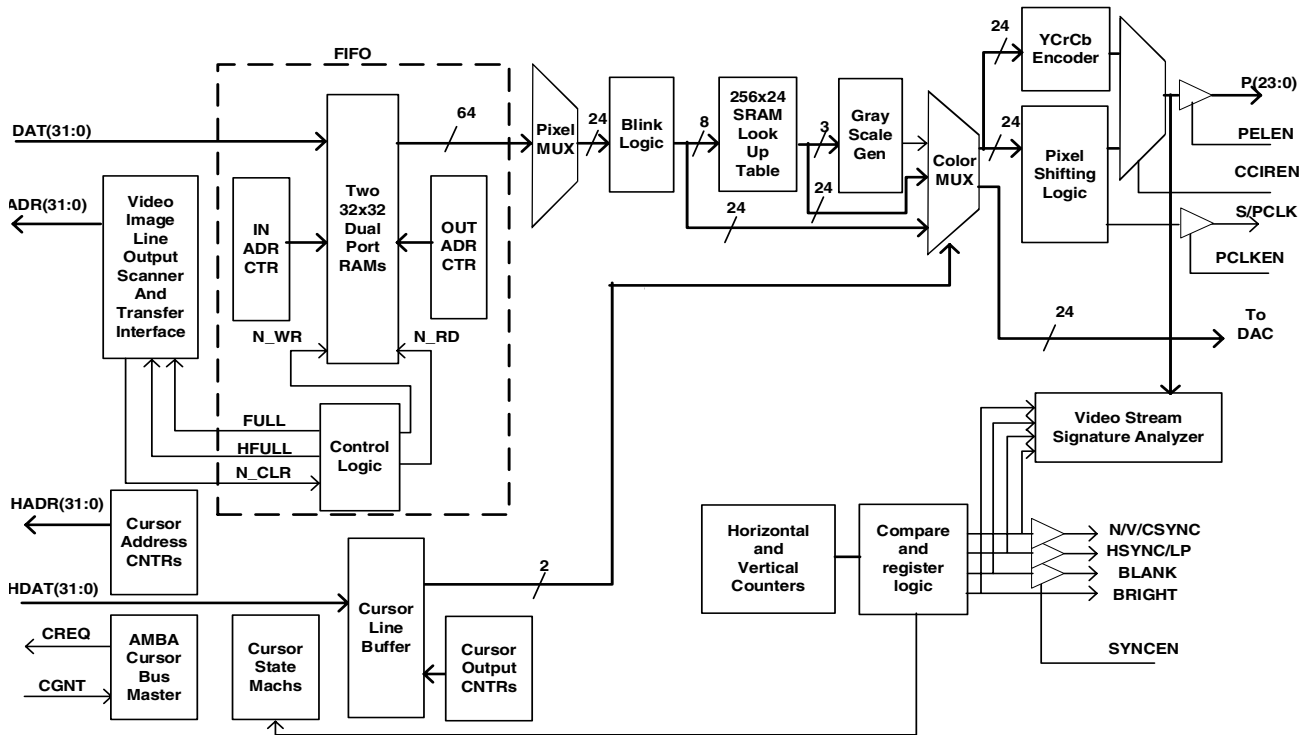 FIFO
DAT(31:0)
ADR(31:0)
Video
Image
Line
Output
Scanner
And
Transfer
Interface
IN
ADR
CTR
Two
32x32
Dual
Port
RAMs
OUT
ADR
CTR
64
N_WR
N_RD
FULL
HFULL
N_CLR
Control
Logic
Pixel
MUX
24
Blink
Logic
8
24
256x24
SRAM
Look
Up
Table
3
24
Gray
Scale
Gen
Color
MUX
24
24
YCrCb
Encoder
Pixel
Shifting
Logic
P(23:0)
PELEN
CCIREN
S/PCLK
PCLKEN
24
To
DAC
Video Stream
Signature Analyzer
HADR(31:0)
Cursor
Address
CNTRs
HDAT(31:0)
CREQ
CGNT
AMBA
Cursor
Bus
Master
Cursor
State
Machs
Cursor
Line
Buffer
2
Cursor
Output
CNTRs
Horizontal
and
Vertical
Counters
Compare
and
register
logic
N/V/CSYNC
HSYNC/LP
BLANK
BRIGHT
SYNCEN